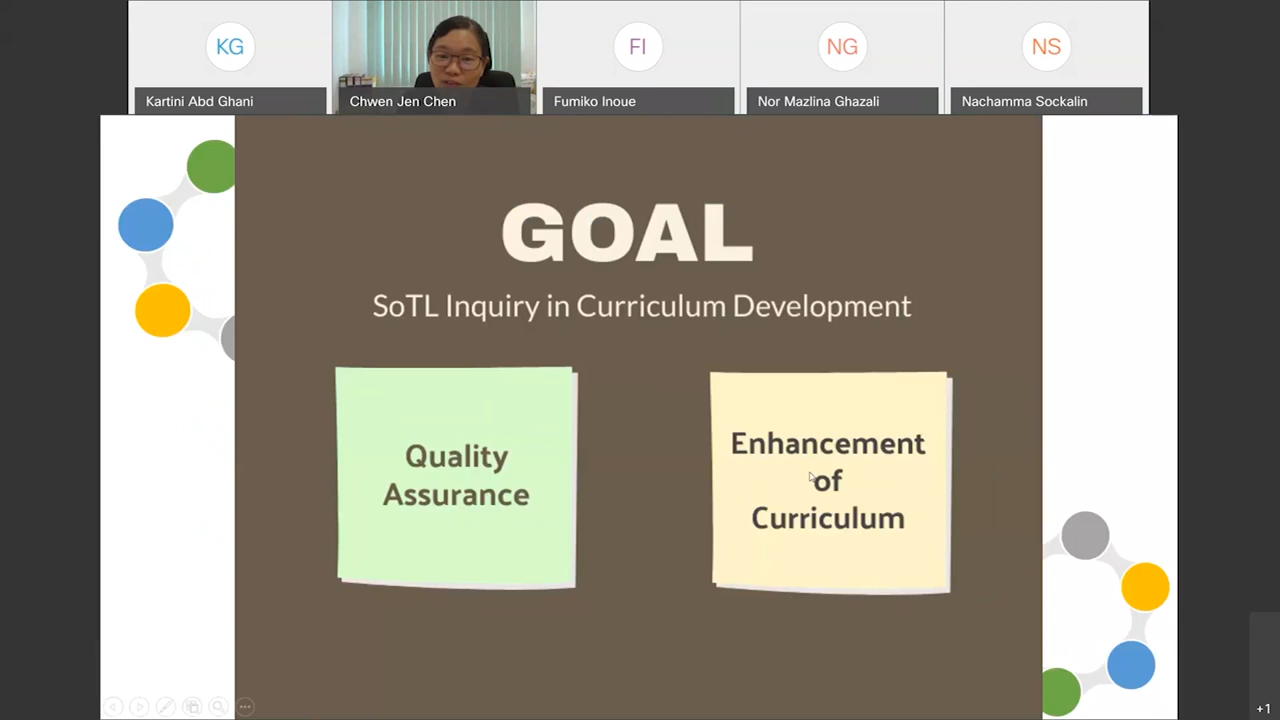 KG
FI
NG
NS
Kartini Abd Ghani
Chwen Jen Chen
Fumiko Inoue
Nor Mazlina Ghazali
Nachamma Sockalin
GOAL
SoTL Inquiry in Curriculum Development
Quality
Assurance
Enhancement
of
Curriculum
+1